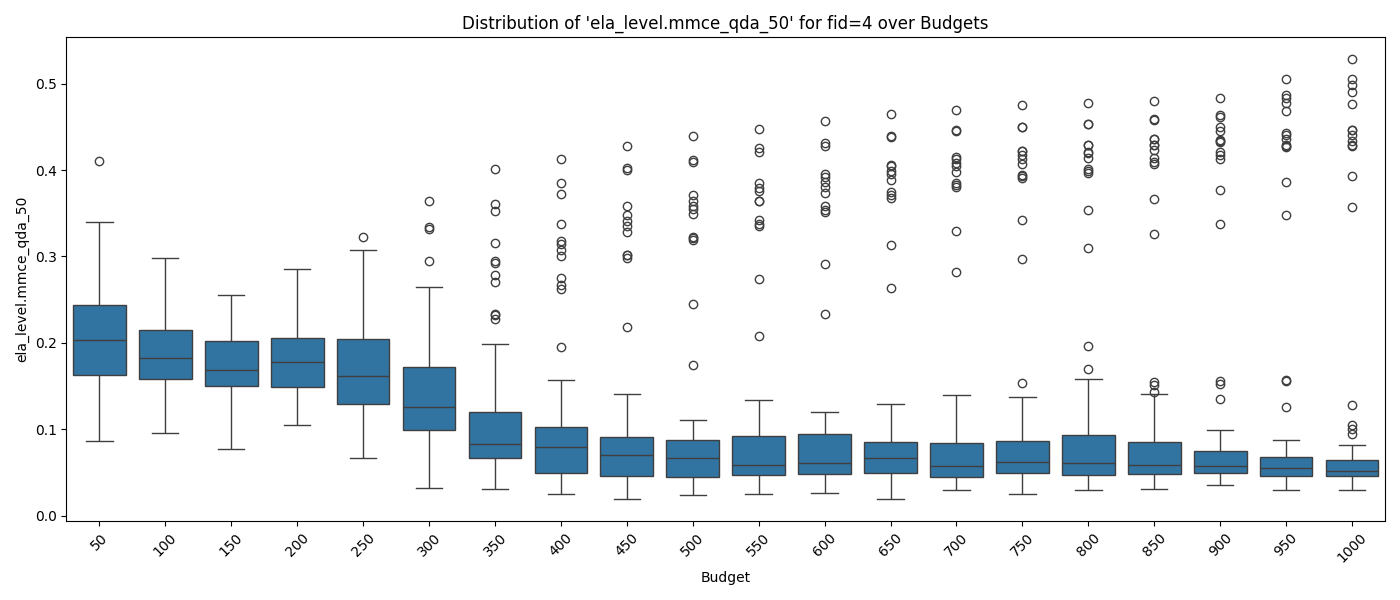 Distribution of 'ela_level.mmce_qda_50' for fid=4 over Budgets
ela_level.mmce_qda_50
0.5
0.4
0.3
0.2
0.1
0.0
50 100 150 200 250 300 350 400 450 500 550 600 650 700 750 800 850 900 950 1000
Budget